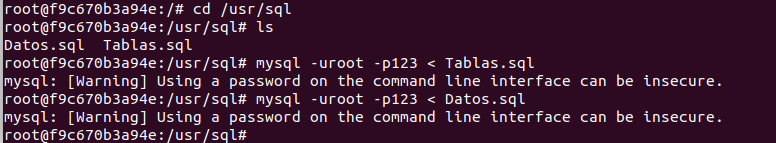 root@f9c670b3a94e:/# cd /usr/sql
root@f9c670b3a94e:/usr/sql# ls
Datos.sql  Tablas.sql
root@f9c670b3a94e:/usr/sql# mysql -uroot -p123 < Tablas.sql
mysql: [Warning] Using a password on the command line interface can be insecure.
root@f9c670b3a94e:/usr/sql# mysql -uroot -p123 < Datos.sql
mysql: [Warning] Using a password on the command line interface can be insecure.
root@f9c670b3a94e:/usr/sql#